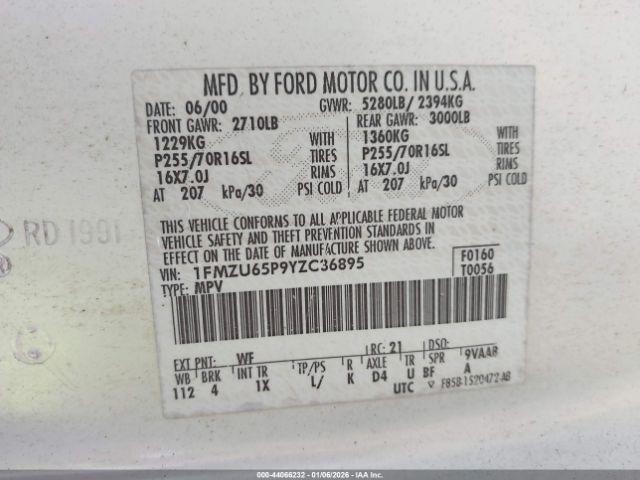 MFD. BY FORD MOTOR CO. IN U.S.A.
DATE: 06/00 GVWR: 5280LB/ 2394KG
FRONT GAWR: 2710LB REAR GAWR: 3000LB
1229KG WITH 1360KG WITH
P255/70R16SL TIRES P255/70R16SL TIRES
16X7.0J RIMS 16X7.0J RIMS
AT 207 kPa/30 PSI COLD AT 207 kPa/30 PSI COLD
THIS VEHICLE CONFORMS TO ALL APPLICABLE FEDERAL MOTOR
VEHICLE SAFETY AND THEFT PREVENTION STANDARDS
IN EFFECT ON THE DATE OF MANUFACTURE SHOWN ABOVE.
VIN: 1FMZU65P9YZC36895 F0160
TYPE: MPV T0056
RD 1991
EXT PNT: WF RC: 21 DSO:
WB BRK INT TR TP/PS R AXLE TR SPR 9VAAB
112 4 1X L/ K D4 U BF A
UTC F85B-1520472-AB
000-44066232 - 01/06/2026 - IAAI.COM